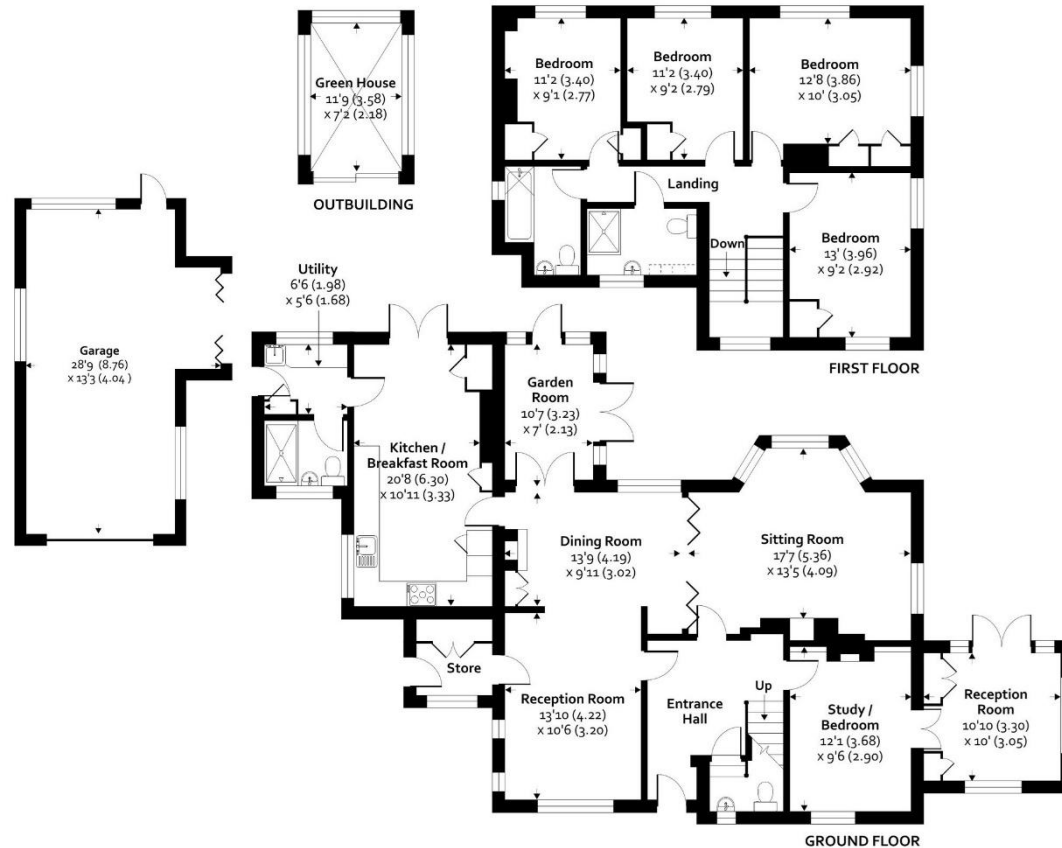 Green House
11'9 (3.58)
x 7'2 (2.18)
OUTBUILDING
Bedroom
11'2 (3.40)
x 9'1 (2.77)
Bedroom
11'2 (3.40)
x 9'2 (2.79)
Bedroom
12'8 (3.86)
x 10' (3.05)
Landing
Down
Bedroom
13' (3.96)
x 9'2 (2.92)
FIRST FLOOR
Garage
28'9 (8.76)
x 13'3 (4.04 )
Utility
6'6 (1.98)
x 5'6 (1.68)
Kitchen /
Breakfast Room
20'8 (6.30)
x 10'11 (3.33)
Garden
Room
10'7 (3.23)
x 7' (2.13)
Dining Room
13'9 (4.19)
x 9'11 (3.02)
Sitting Room
17'7 (5.36)
x 13'5 (4.09)
Store
Reception Room
13'10 (4.22)
x 10'6 (3.20)
Entrance
Hall
Up
Study /
Bedroom
12'1 (3.68)
x 9'6 (2.90)
Reception
Room
10'10 (3.30)
x 10' (3.05)
GROUND FLOOR